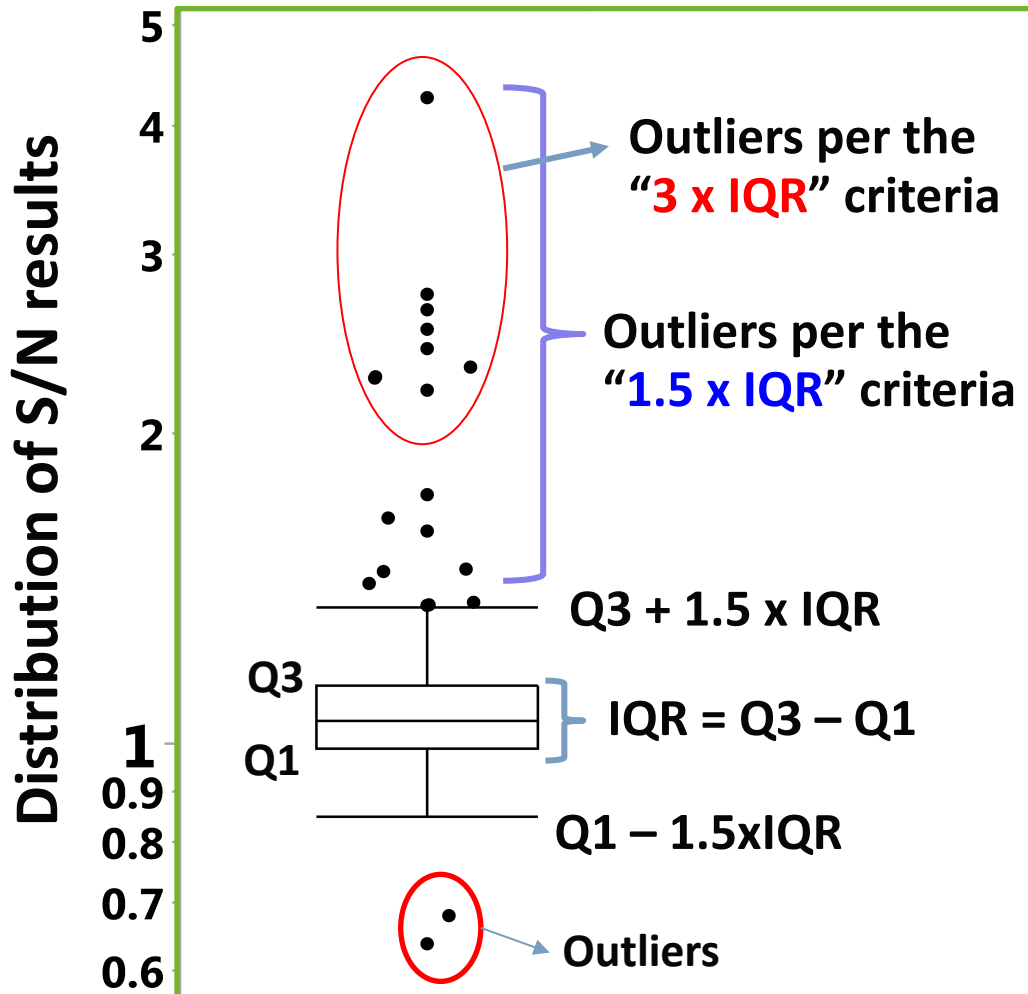 Distribution of S/N results
5
4
3
2
1
0.9
0.8
0.7
0.6
Outliers per the
“3 x IQR” criteria
Outliers per the
“1.5 x IQR” criteria
Q3 + 1.5 x IQR
Q3
IQR = Q3 – Q1
Q1
Q1 – 1.5xIQR
Outliers